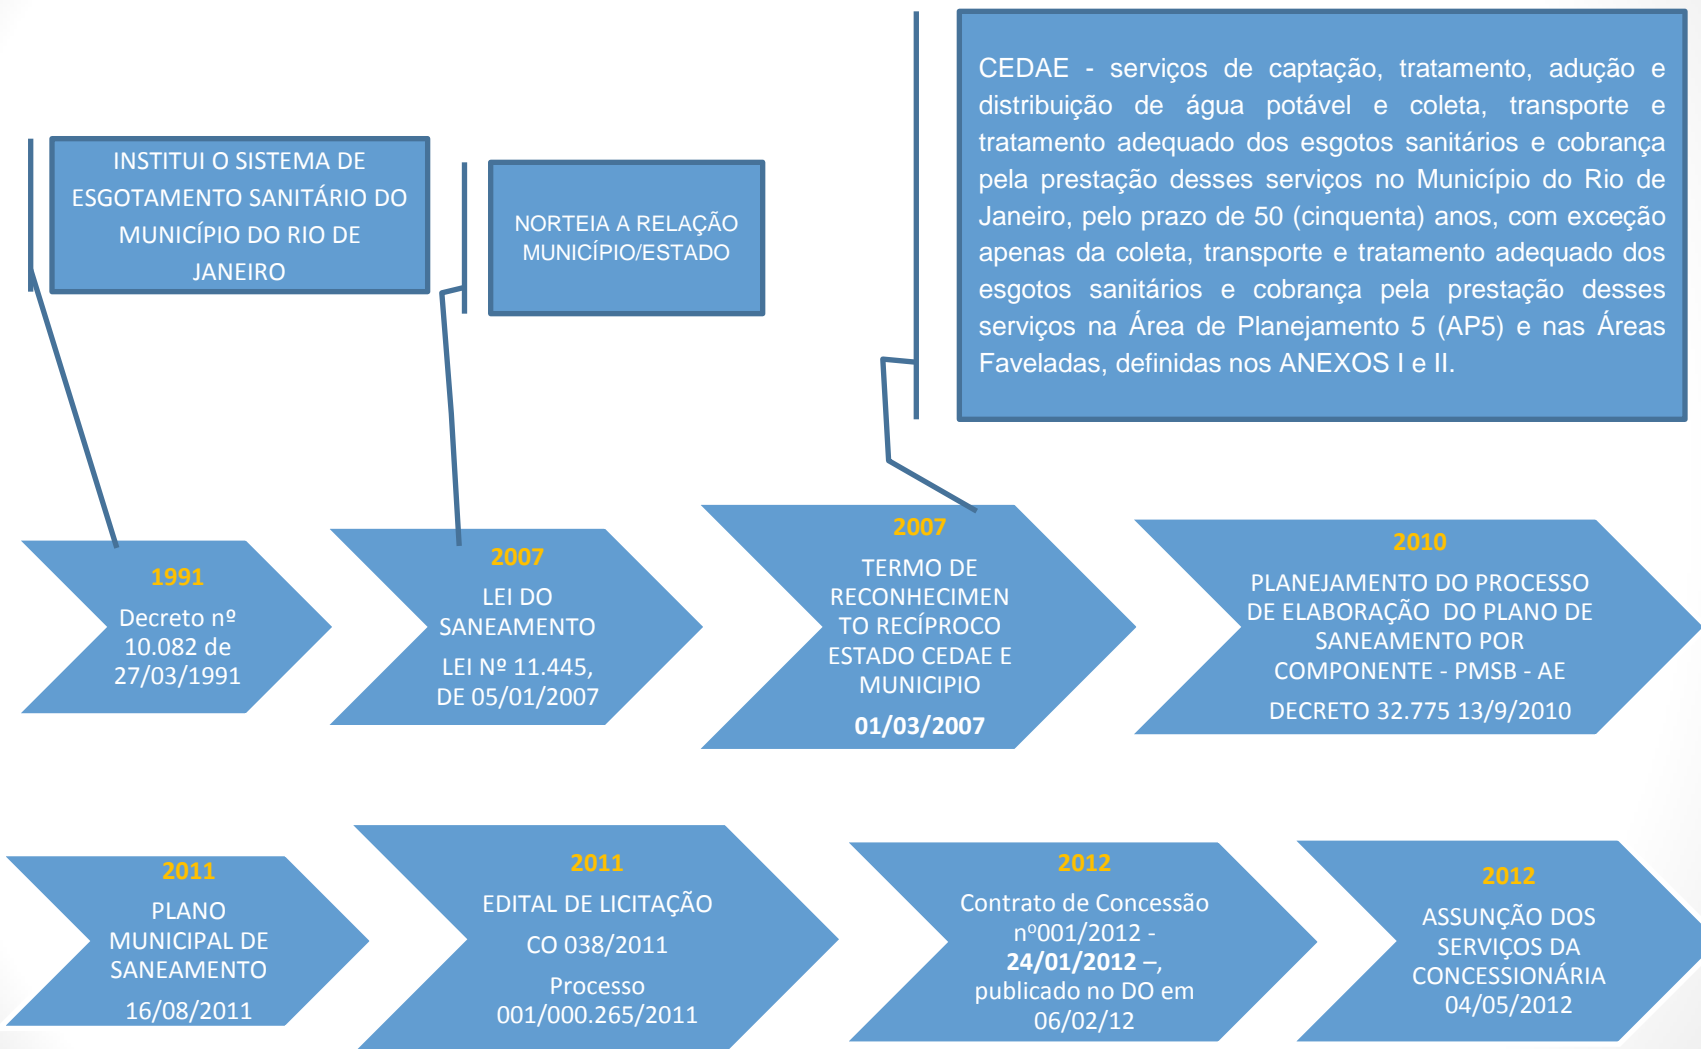 INSTITUI O SISTEMA DE
ESGOTAMENTO SANITÁRIO DO
MUNICÍPIO DO RIO DE
JANEIRO
NORTEIA A RELAÇÃO
MUNICÍPIO/ESTADO
CEDAE - serviços de captação, tratamento, adução e
distribuição de água potável e coleta, transporte e
tratamento adequado dos esgotos sanitários e cobrança
pela prestação desses serviços no Município do Rio de
Janeiro, pelo prazo de 50 (cinquenta) anos, com exceção
apenas da coleta, transporte e tratamento adequado dos
esgotos sanitários e cobrança pela prestação desses
serviços na Área de Planejamento 5 (AP5) e nas Áreas
Faveladas, definidas nos ANEXOS I e II.
1991
Decreto nº
10.082 de
27/03/1991
2007
LEI DO
SANEAMENTO
LEI Nº 11.445,
DE 05/01/2007
2007
TERMO DE
RECONHECIMEN
TO RECÍPROCO
ESTADO CEDAE E
MUNICIPIO
01/03/2007
2010
PLANEJAMENTO DO PROCESSO
DE ELABORAÇÃO DO PLANO DE
SANEAMENTO POR
COMPONENTE - PMSB - AE
DECRETO 32.775 13/9/2010
2011
PLANO
MUNICIPAL DE
SANEAMENTO
16/08/2011
2011
EDITAL DE LICITAÇÃO
CO 038/2011
Processo
001/000.265/2011
2012
Contrato de Concessão
nº001/2012 -
24/01/2012 –,
publicado no DO em
06/02/12
2012
ASSUNÇÃO DOS
SERVIÇOS DA
CONCESSIONÁRIA
04/05/2012